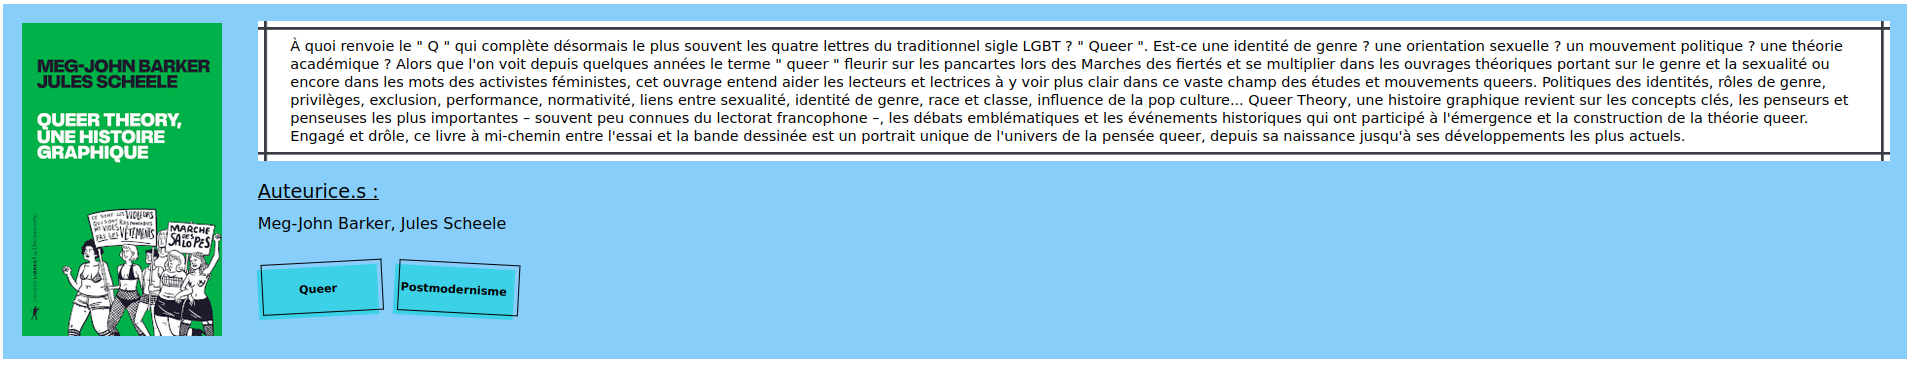 MEG-JOHN BARKER
JULES SCHEELE
QUEER THEORY,
UNE HISTOIRE
GRAPHIQUE
MARCHE
DES
SALOPES
À quoi renvoie le " Q " qui complète désormais le plus souvent les quatre lettres du traditionnel sigle LGBT ? " Queer ". Est-ce une identité de genre ? une orientation sexuelle ? un mouvement politique ? une théorie
académique ? Alors que l'on voit depuis quelques années le terme " queer " fleurir sur les pancartes lors des Marches des fiertés et se multiplier dans les ouvrages théoriques portant sur le genre et la sexualité ou
encore dans les mots des activistes féministes, cet ouvrage entend aider les lecteurs et lectrices à y voir plus clair dans ce vaste champ des études et mouvements queers. Politiques des identités, rôles de genre,
privilèges, exclusion, performance, normativité, liens entre sexualité, identité de genre, race et classe, influence de la pop culture... Queer Theory, une histoire graphique revient sur les concepts clés, les penseurs et
penseuses les plus importantes – souvent peu connues du lectorat francophone –, les débats emblématiques et les événements historiques qui ont participé à l'émergence et la construction de la théorie queer.
Engagé et drôle, ce livre à mi-chemin entre l'essai et la bande dessinée est un portrait unique de l'univers de la pensée queer, depuis sa naissance jusqu'à ses développements les plus actuels.
Auteurice.s :
Meg-John Barker, Jules Scheele
Queer
Postmodernisme